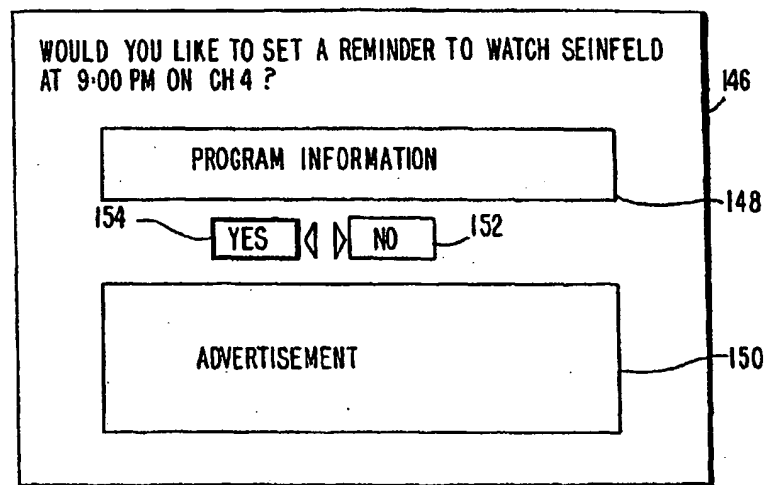 WOULD YOU LIKE TO SET A REMINDER TO WATCH SEINFELD
AT 9:00 PM ON CH 4 ?
146
PROGRAM INFORMATION
148
154
YES
NO
152
ADVERTISEMENT
150